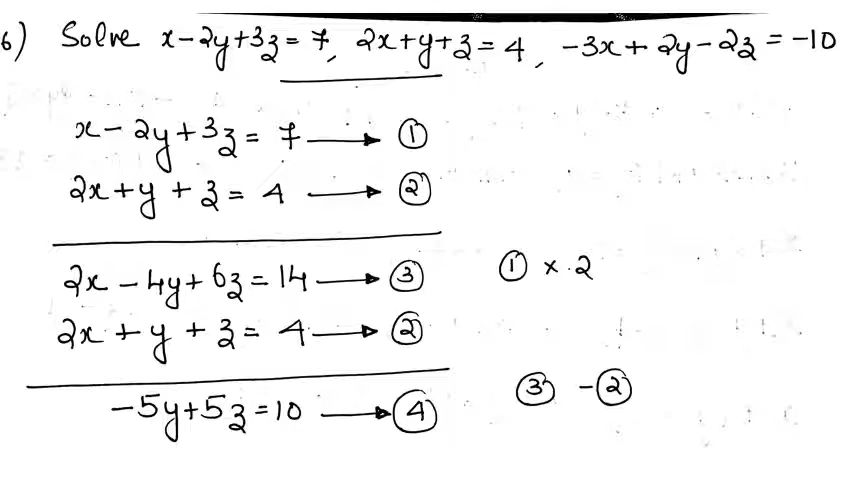 6) Solve x-2y+3z = 7, 2x+y+z = 4, -3x+2y-2z = -10
x-2y+3z = 7 → ①
2x+y+z = 4 → ②
2x-4y+6z = 14 → ③ ① × 2
2x+y+z = 4 → ②
③ - ②
-5y+5z = 10 → ④